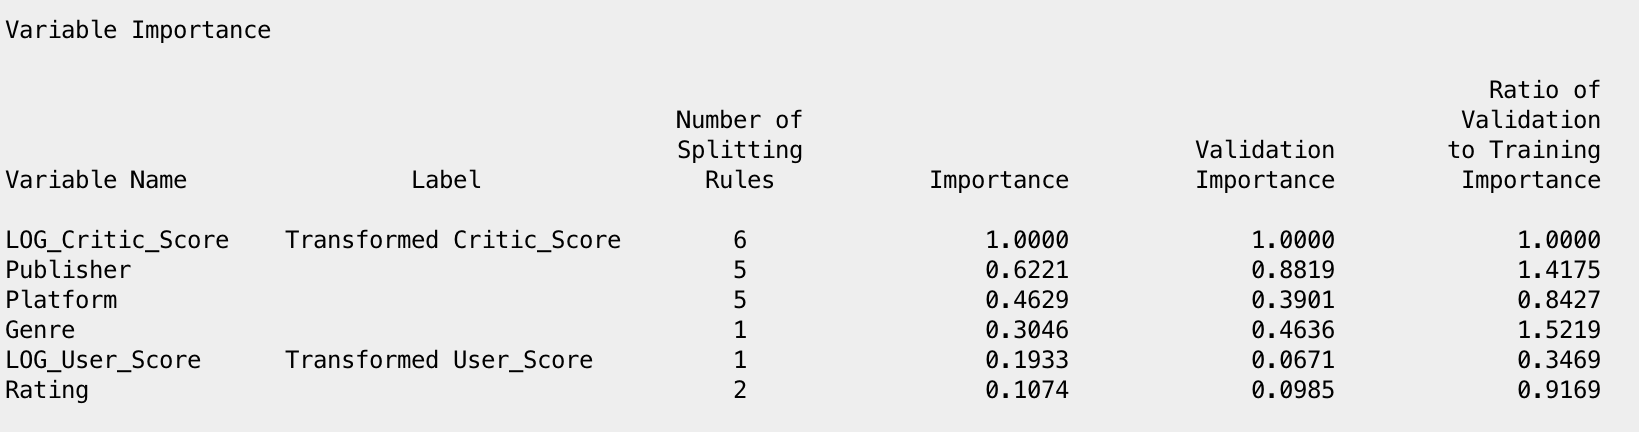 Variable Importance
Ratio of
Number of Validation
Splitting Validation to Training
Variable Name Label Rules Importance Importance Importance
LOG_Critic_Score Transformed Critic_Score 6 1.0000 1.0000 1.0000
Publisher 5 0.6221 0.8819 1.4175
Platform 5 0.4629 0.3901 0.8427
Genre 1 0.3046 0.4636 1.5219
LOG_User_Score Transformed User_Score 1 0.1933 0.0671 0.3469
Rating 2 0.1074 0.0985 0.9169